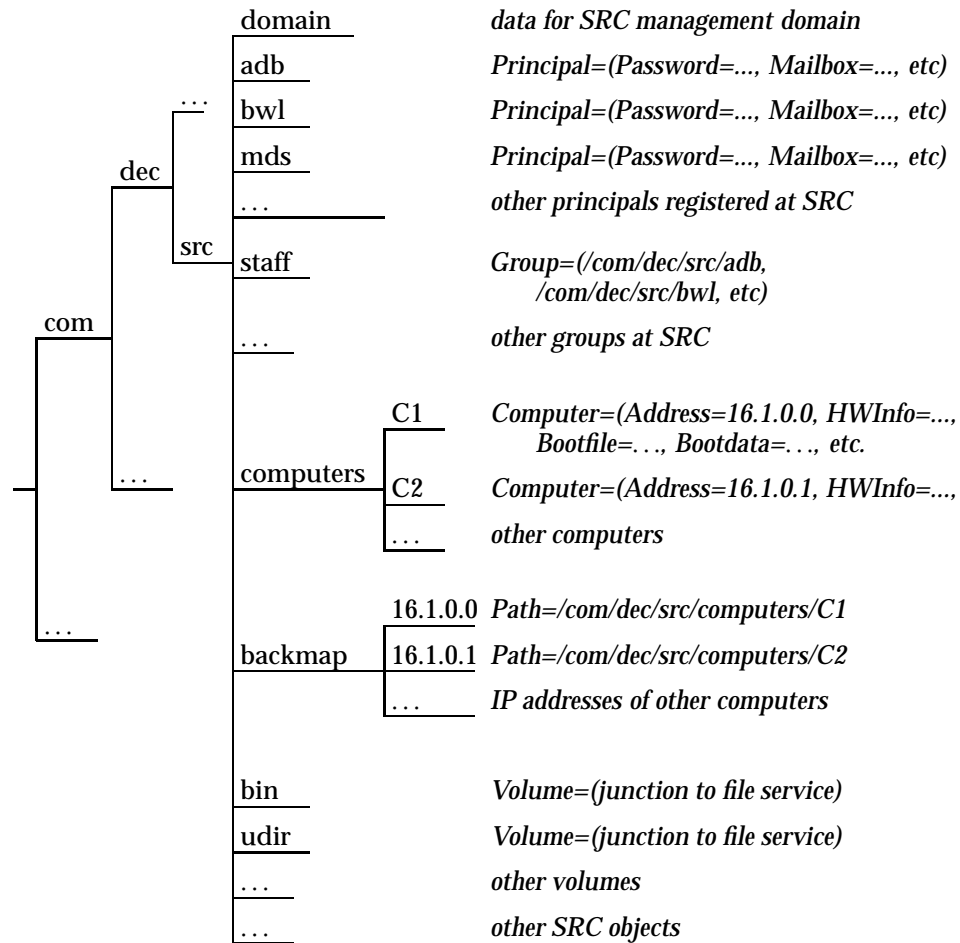 domain data for SRC management domain
adb Principal=(Password=..., Mailbox=..., etc)
... bwl Principal=(Password=..., Mailbox=..., etc)
mds Principal=(Password=..., Mailbox=..., etc)
dec
... other principals registered at SRC
src staff Group=(/com/dec/src/adb,
/com/dec/src/bwl, etc)
com ... other groups at SRC
C1 Computer=(Address=16.1.0.0, HWInfo=...,
Bootfile=..., Bootdata=..., etc.
... computers C2 Computer=(Address=16.1.0.1, HWInfo=...,
... other computers
16.1.0.0 Path=/com/dec/src/computers/C1
...
backmap 16.1.0.1 Path=/com/dec/src/computers/C2
... IP addresses of other computers
bin Volume=(junction to file service)
udir Volume=(junction to file service)
... other volumes
... other SRC objects